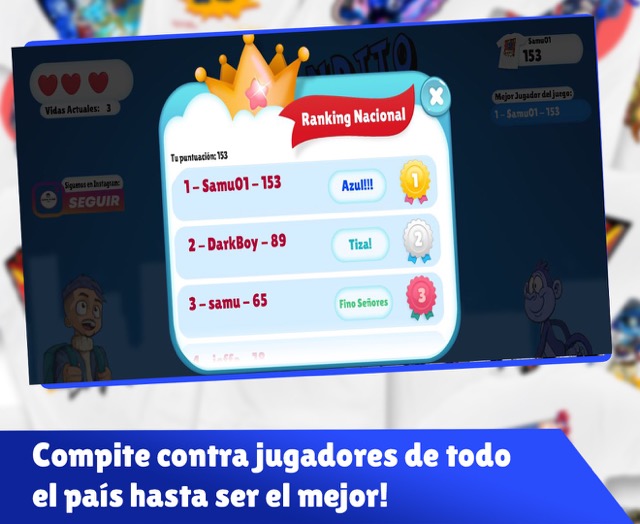 Samu01
153
Vidas Actuales: 3
Mejor Jugador del juego:
1 - Samu01 - 153
Ranking Nacional
Tu puntuación: 153
1 - Samu01 - 153
Azul!!!!
1
Siguenos en Instagram:
SEGUIR
2 - DarkBoy - 89
Tiza!
2
3 - samu - 65
Fino Señores
3
Compite contra jugadores de todo
el país hasta ser el mejor!